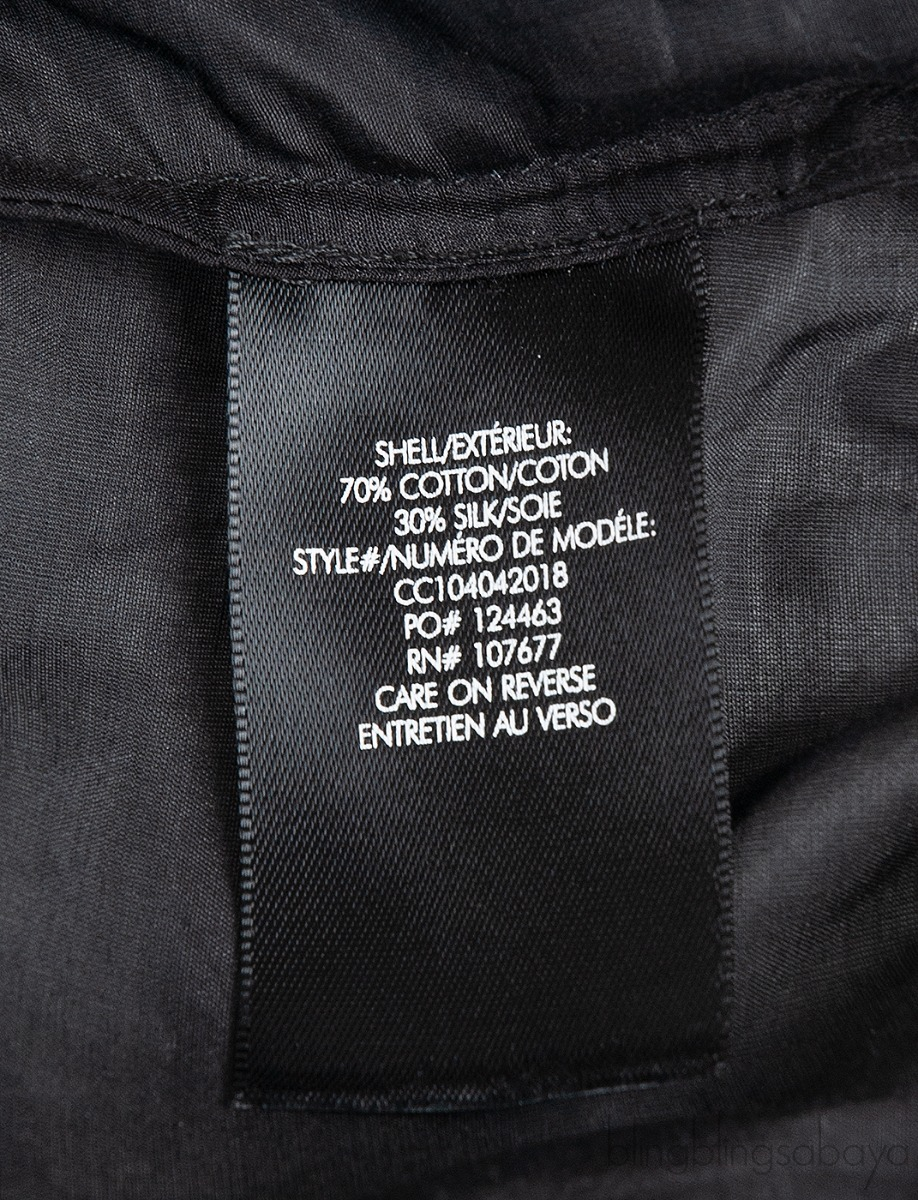 SHELL/EXTÉRIEUR:
70% COTTON/COTON
30% SILK/SOIE
STYLE#/NUMÉRO DE MODÉLE:
CC104042018
PO# 124463
RN# 107677
CARE ON REVERSE
ENTRETIEN AU VERSO
blingblingsabaya